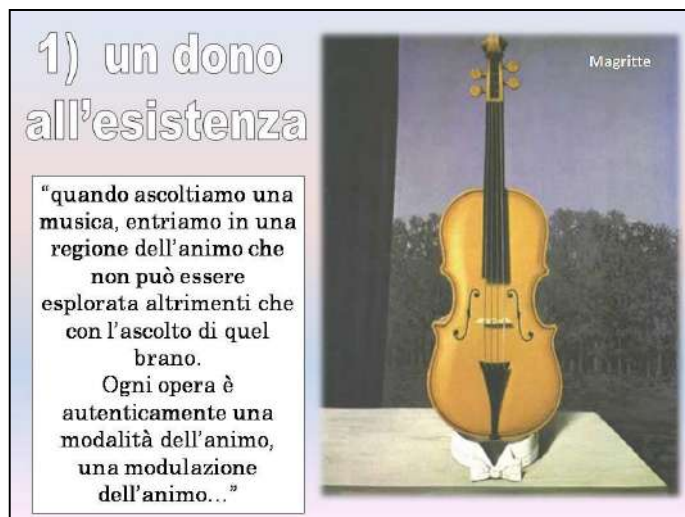 1) un dono
all'esistenza
Magritte
“quando ascoltiamo una
musica, entriamo in una
regione dell'animo che
non può essere
esplorata altrimenti che
con l'ascolto di quel
brano.
Ogni opera è
autenticamente una
modalità dell'animo,
una modulazione
dell'animo…”